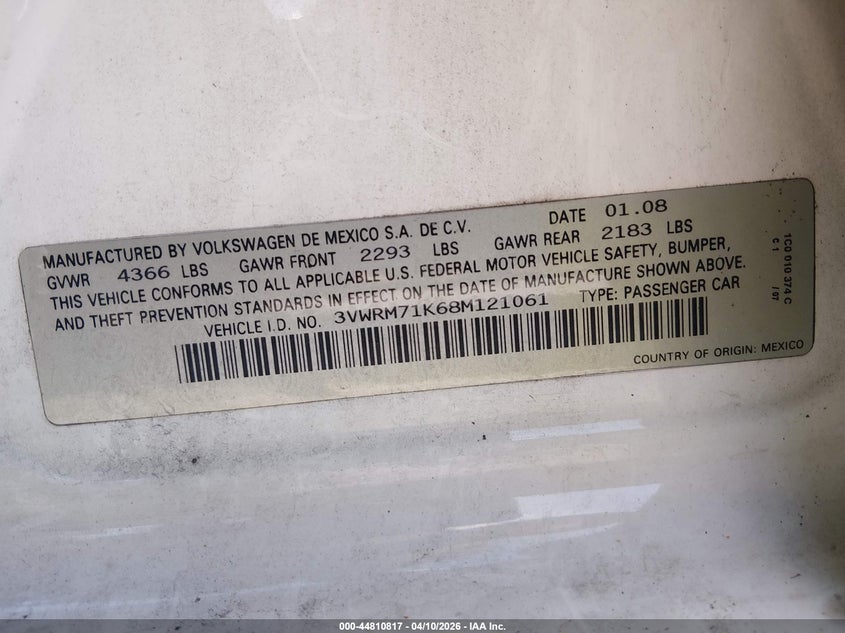 MANUFACTURED BY VOLKSWAGEN DE MEXICO S.A. DE C.V. DATE 01.08
GVWR 4366 LBS GAWR FRONT 2293 LBS GAWR REAR 2183 LBS
THIS VEHICLE CONFORMS TO ALL APPLICABLE U.S. FEDERAL MOTOR VEHICLE SAFETY, BUMPER,
AND THEFT PREVENTION STANDARDS IN EFFECT ON THE DATE OF MANUFACTURE SHOWN ABOVE.
VEHICLE I.D. NO. 3VWRM71K68M121061 TYPE: PASSENGER CAR
COUNTRY OF ORIGIN: MEXICO
1C0 010 374 C
C 1 / 07
000-44810817 - 04/10/2026 - IAA Inc.